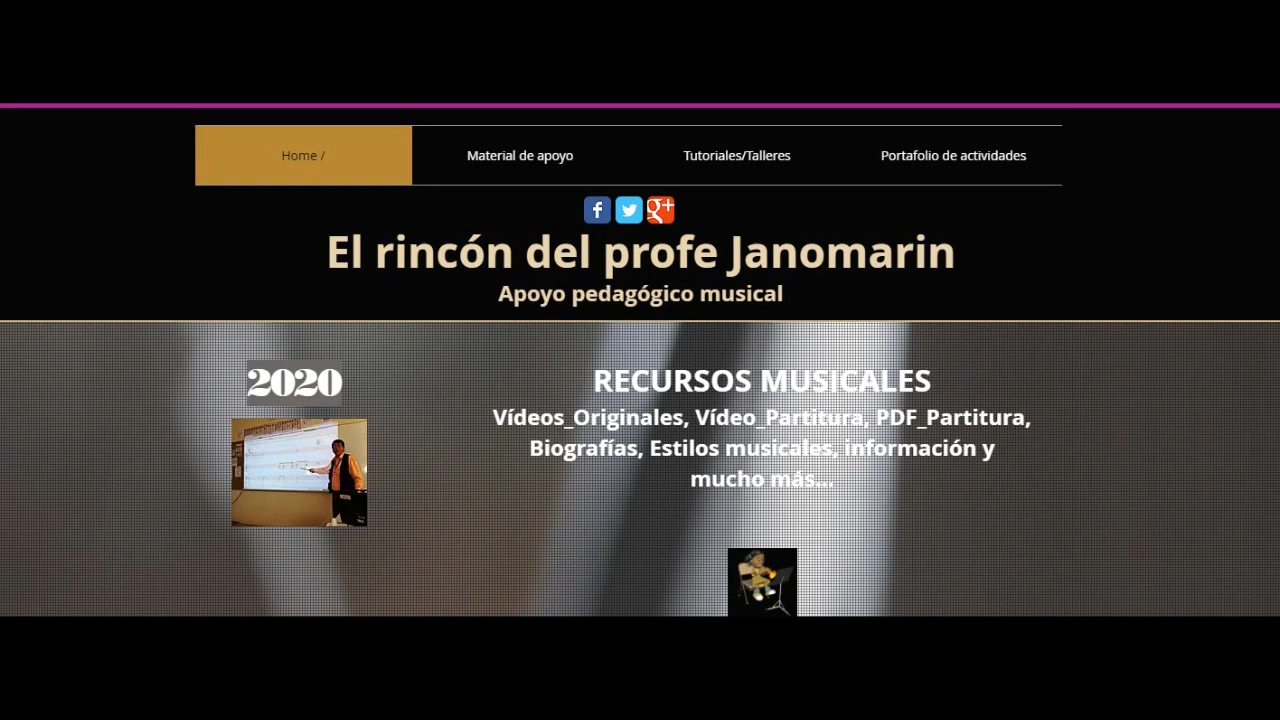 Home /
Material de apoyo
Tutoriales/Talleres
Portafolio de actividades
f
g+
El rincón del profe Janomarin
Apoyo pedagógico musical
2020
RECURSOS MUSICALES
Vídeos_Originales, Vídeo_Partitura, PDF_Partitura,
Biografías, Estilos musicales, información y
mucho más...